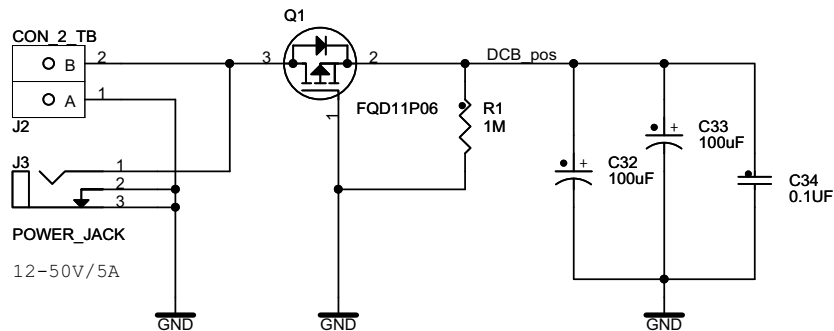 Q1
CON_2_TB
B 2
3
2
DCB_pos
A 1
J2
FQD11P06
1
R1
1M
C33
100uF
J3
1
2
3
C32
100uF
C34
0.1UF
POWER_JACK
12-50V/5A
GND
GND
GND